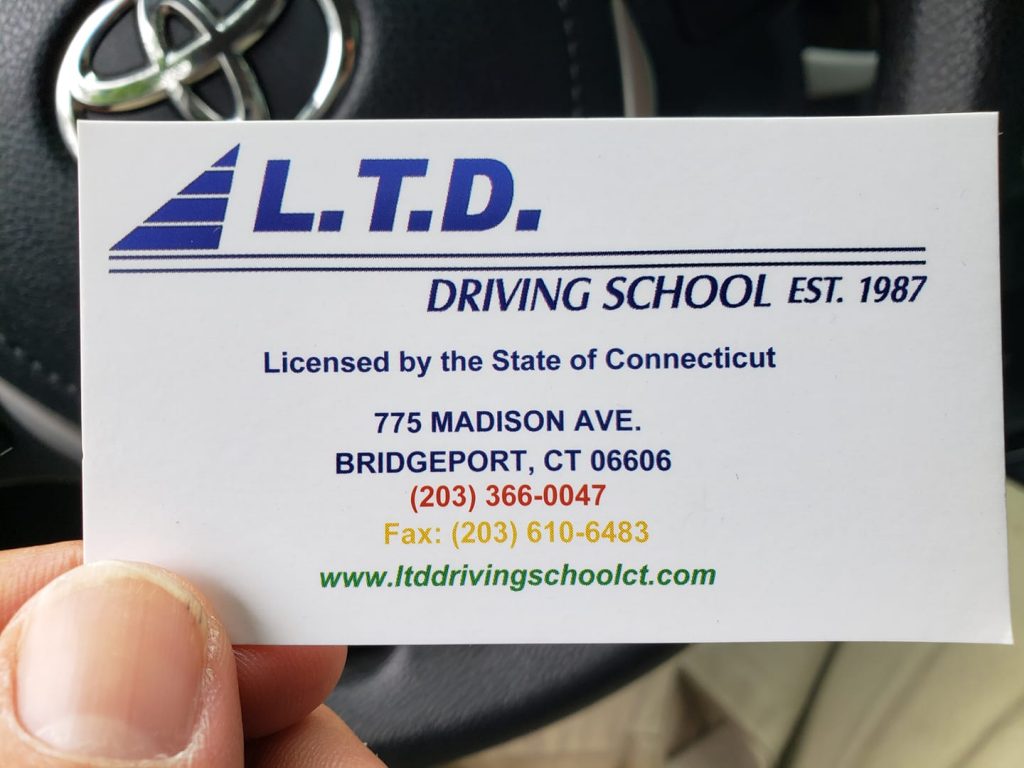 L.T.D.
DRIVING SCHOOL EST. 1987
Licensed by the State of Connecticut
775 MADISON AVE.
BRIDGEPORT, CT 06606
(203) 366-0047
Fax: (203) 610-6483
www.ltddrivingschoolct.com